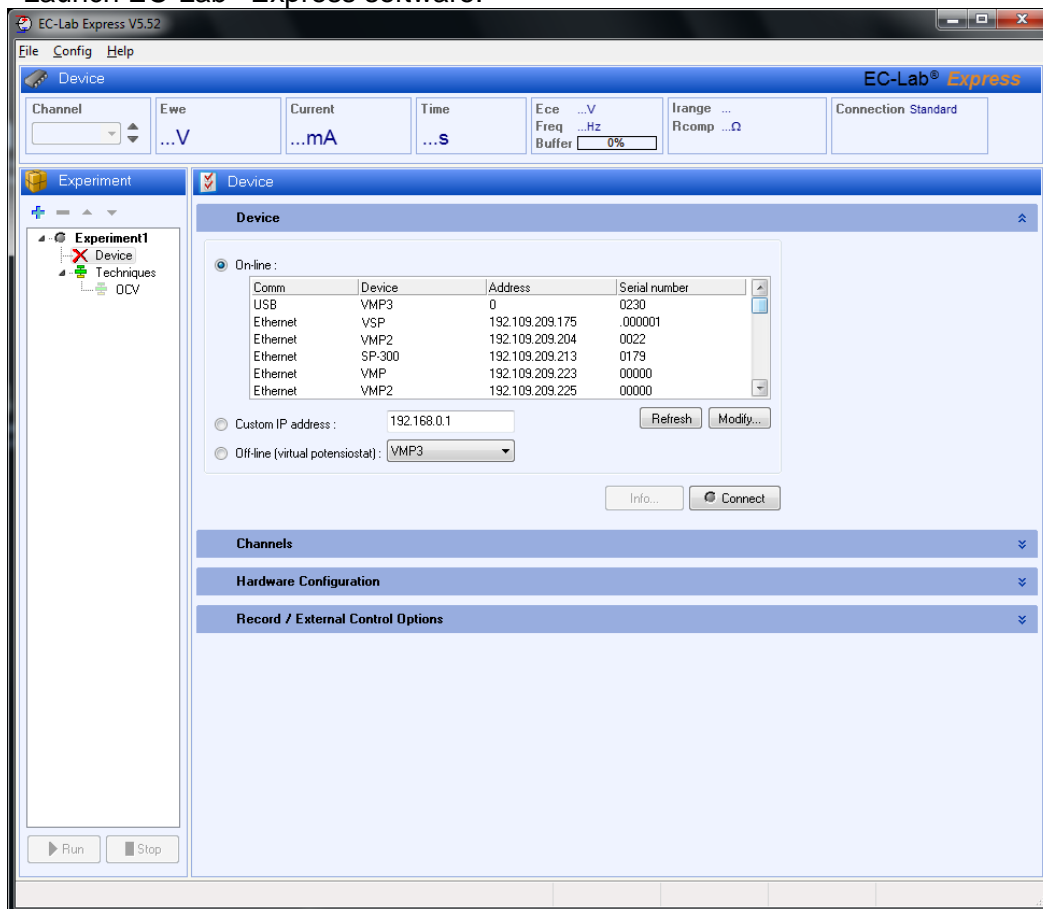 Launch EC-Lab® Express software.
EC-Lab Express V5.52
File Config Help
Device
EC-Lab® Express
Channel Ewe Current Time Ece ...V Irange ... Connection Standard
...V ...mA ...s Freq ...Hz Rcomp ...Ω
Buffer 0%
Experiment
Device
Device
Experiment1
Device
Techniques
OCV
On-line :
Comm Device Address Serial number
USB VMP3 0 0230
Ethernet VSP 192.109.209.175 .000001
Ethernet VMP2 192.109.209.204 0022
Ethernet SP-300 192.109.209.213 0179
Ethernet VMP 192.109.209.223 00000
Ethernet VMP2 192.109.209.225 00000
Custom IP address : 192.168.0.1 Refresh Modify...
Off-line (virtual potensiostat) : VMP3
Info... Connect
Channels
Hardware Configuration
Record / External Control Options
Run Stop